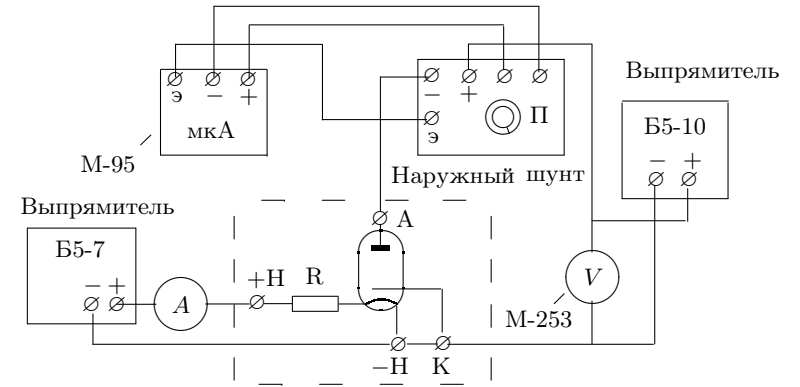 Выпрямитель
э − +
мкА
М-95
− +
П
э
Наружный шунт
Б5-10
− +
Выпрямитель
Б5-7
− +
A
+Н
R
А
V
М-253
−Н К